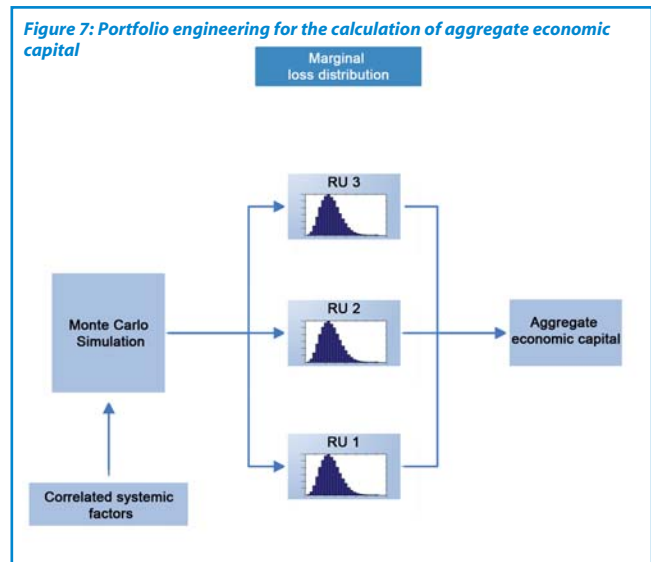 Figure 7: Portfolio engineering for the calculation of aggregate economic
capital
Marginal
loss distribution
RU 3
RU 2
Monte Carlo
Simulation
Aggregate
economic capital
RU 1
Correlated systemic
factors